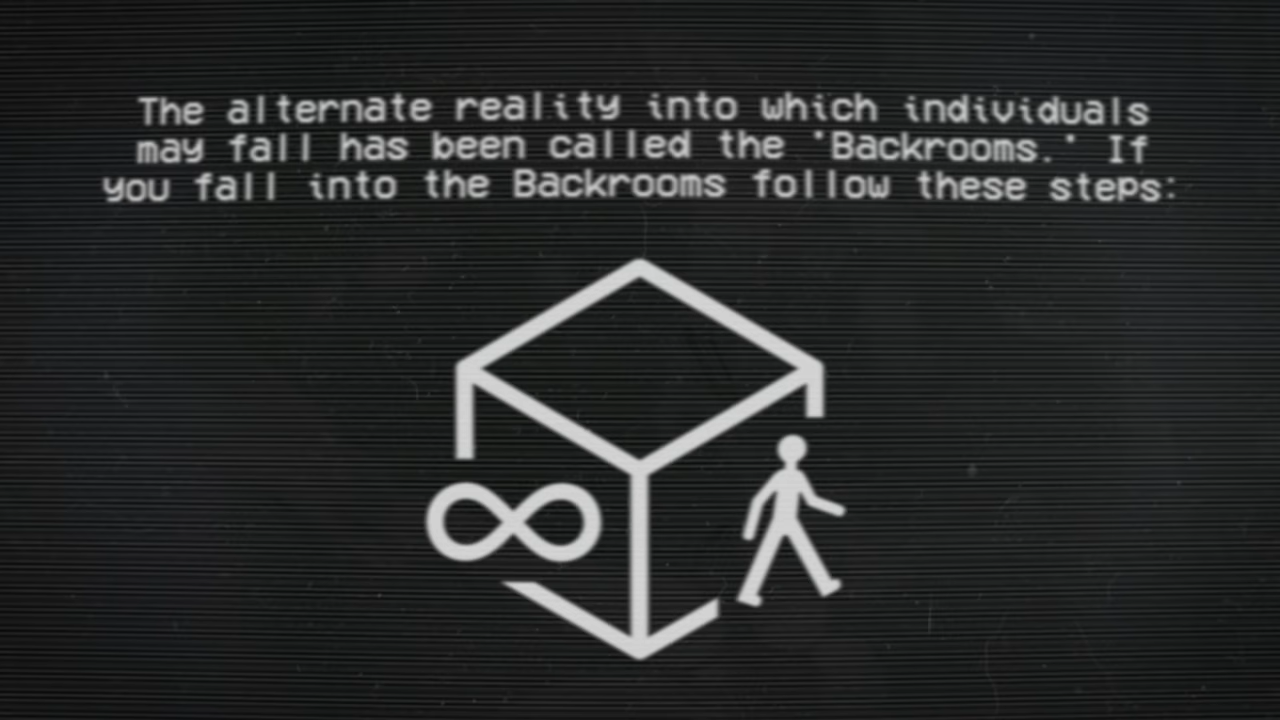 The alternate reality into which individuals
may fall has been called the 'Backrooms.' If
you fall into the Backrooms follow these steps: